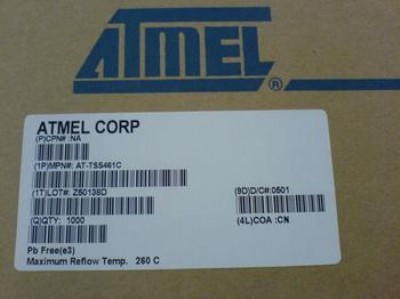 ATMEL
®
ATMEL CORP
(P)CPN#: NA
(1P)MPN#: AT-TSS461C
(1T)LOT#: Z50138D
(9D)D/C#:0501
(Q)QTY: 1000
(4L)COA :CN
Pb Free(e3)
Maximum Reflow Temp. 260 C